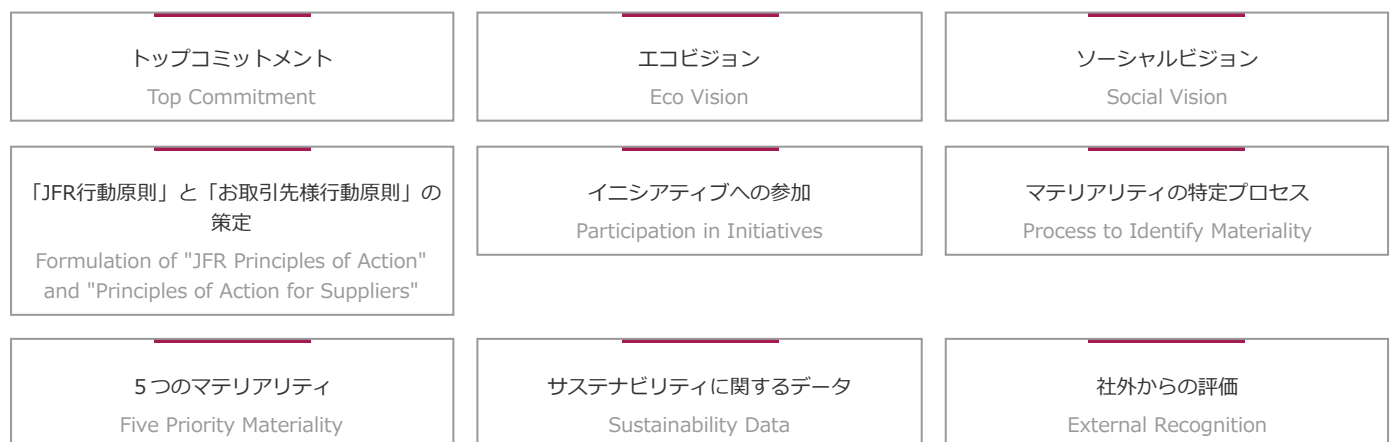 トップコミットメント
Top Commitment
エコビジョン
Eco Vision
ソーシャルビジョン
Social Vision
「JFR行動原則」と「お取引先様行動原則」の
策定
Formulation of "JFR Principles of Action"
and "Principles of Action for Suppliers"
イニシアティブへの参加
Participation in Initiatives
マテリアリティの特定プロセス
Process to Identify Materiality
５つのマテリアリティ
Five Priority Materiality
サステナビリティに関するデータ
Sustainability Data
社外からの評価
External Recognition